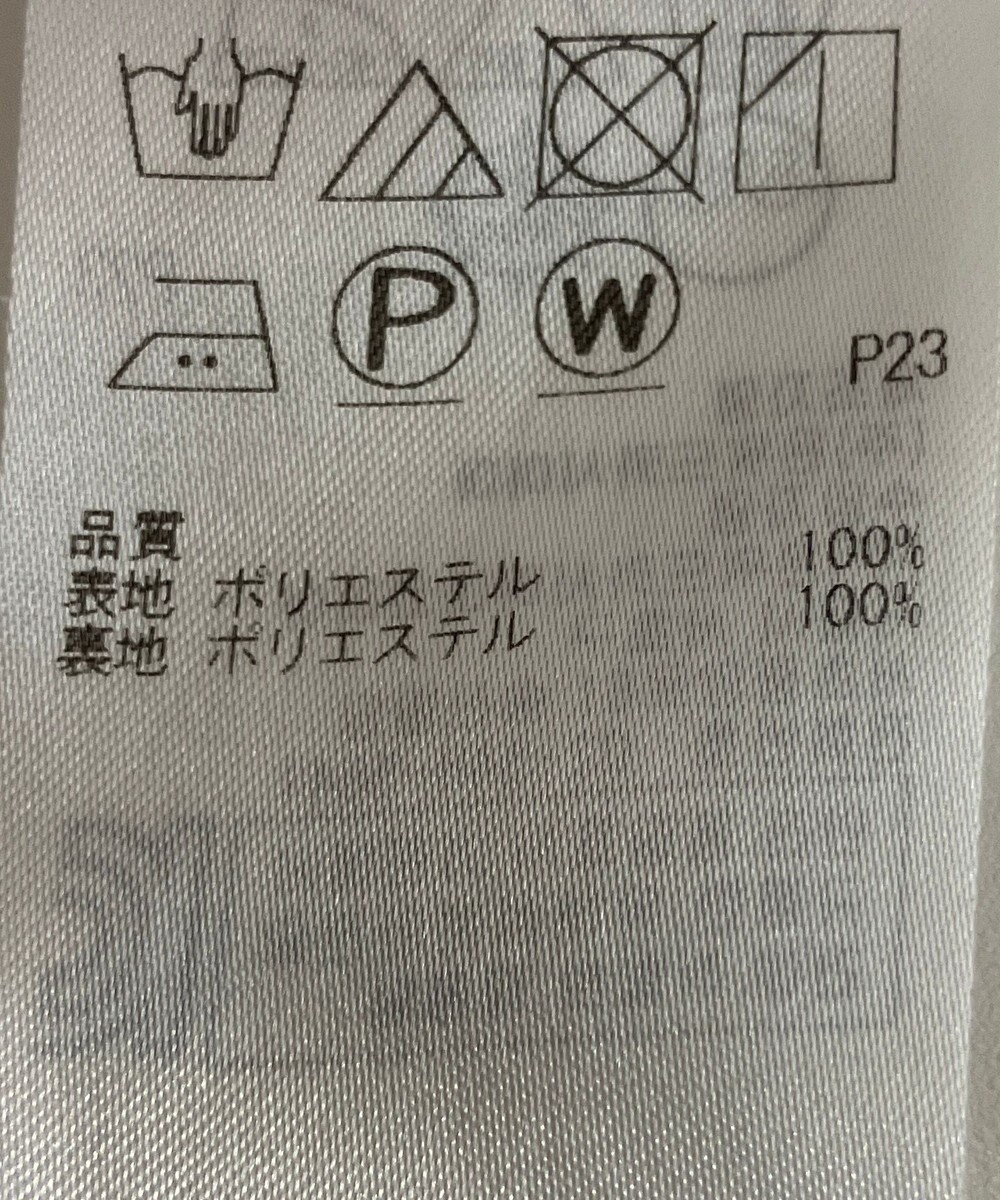 P W P23
品質
表地 ポリエステル 100%
裏地 ポリエステル 100%